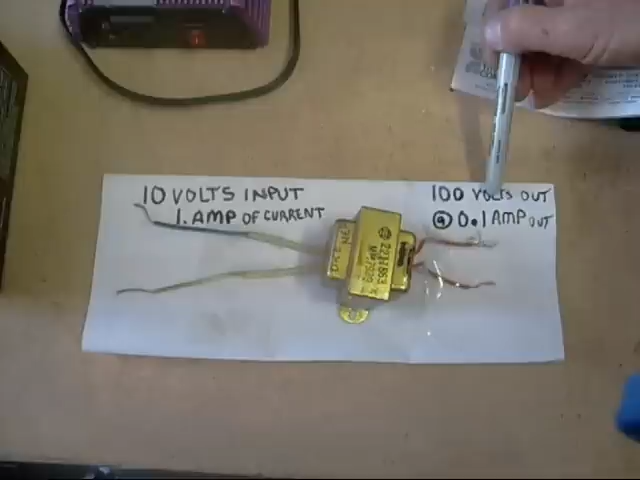 10 VOLTS INPUT
1. AMP OF CURRENT
100 VOLTS OUT
@ 0.1 AMP OUT